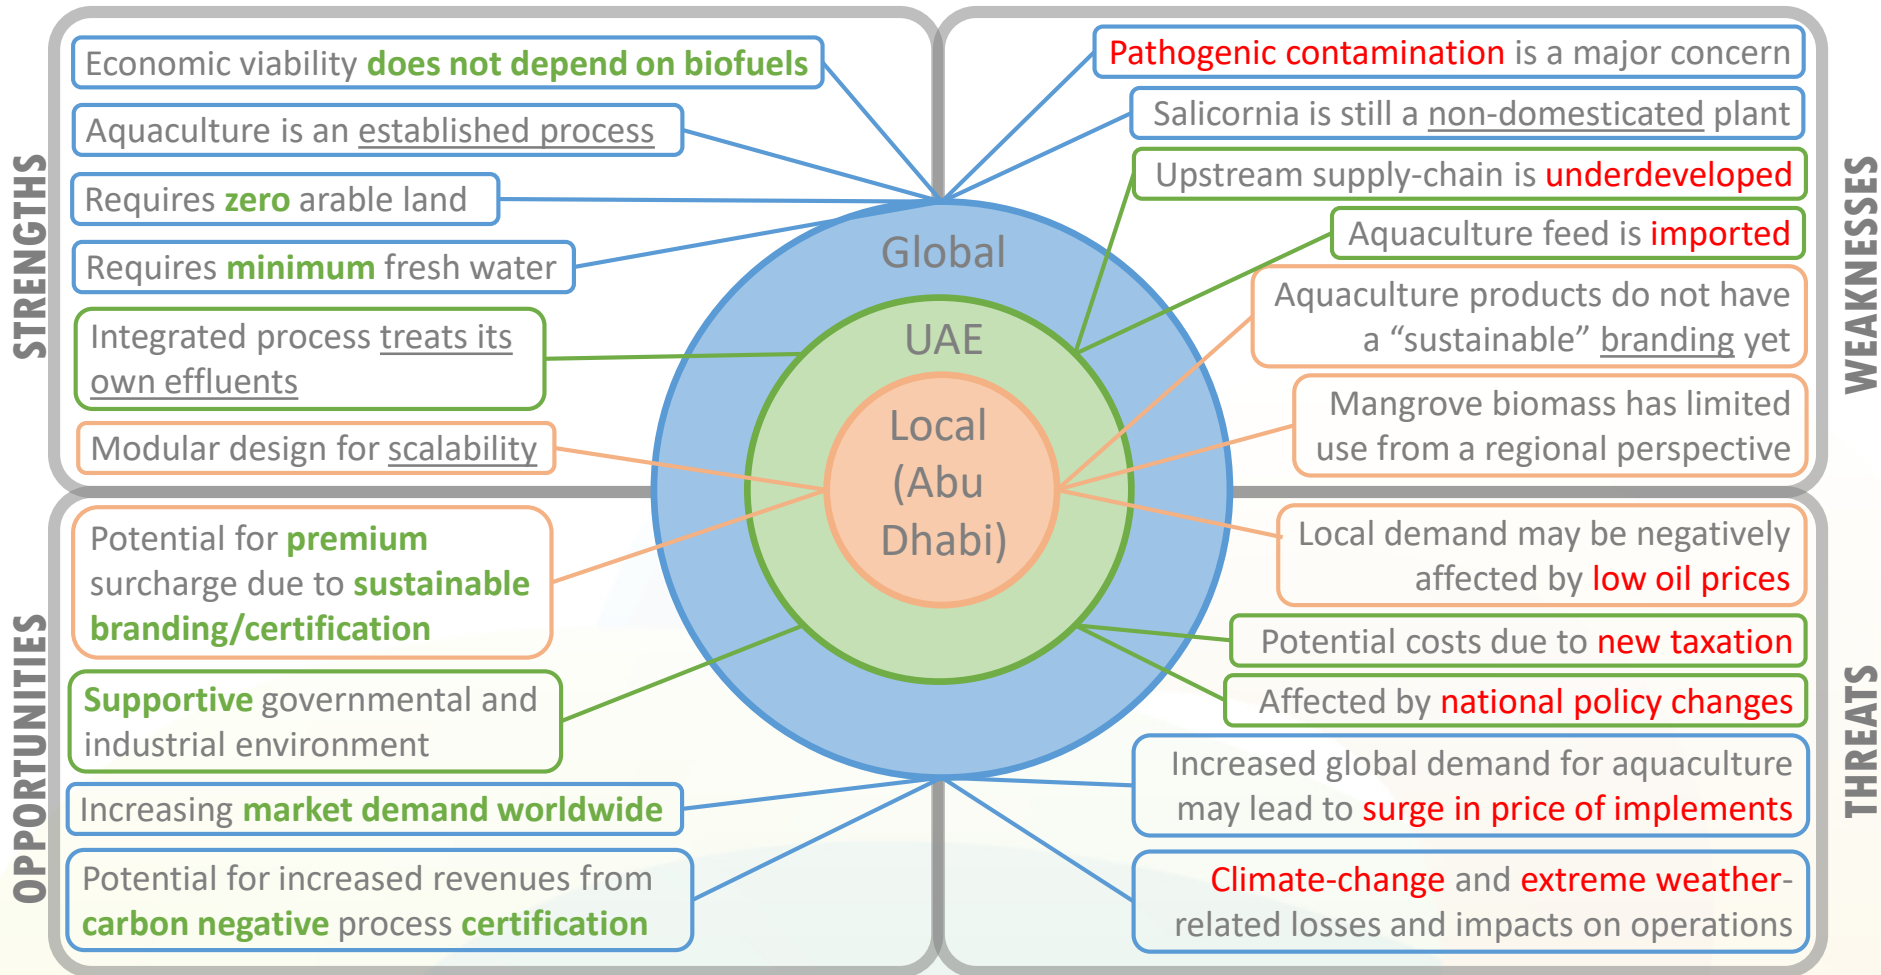 STRENGTHS
Economic viability does not depend on biofuels
Aquaculture is an established process
Requires zero arable land
Requires minimum fresh water
Integrated process treats its
own effluents
Modular design for scalability
WEAKNESSES
Pathogenic contamination is a major concern
Salicornia is still a non-domesticated plant
Upstream supply-chain is underdeveloped
Aquaculture feed is imported
Aquaculture products do not have
a “sustainable” branding yet
Mangrove biomass has limited
use from a regional perspective
Global
UAE
Local
(Abu
Dhabi)
OPPORTUNITIES
Potential for premium
surcharge due to sustainable
branding/certification
Supportive governmental and
industrial environment
Increasing market demand worldwide
Potential for increased revenues from
carbon negative process certification
THREATS
Local demand may be negatively
affected by low oil prices
Potential costs due to new taxation
Affected by national policy changes
Increased global demand for aquaculture
may lead to surge in price of implements
Climate-change and extreme weather-
related losses and impacts on operations